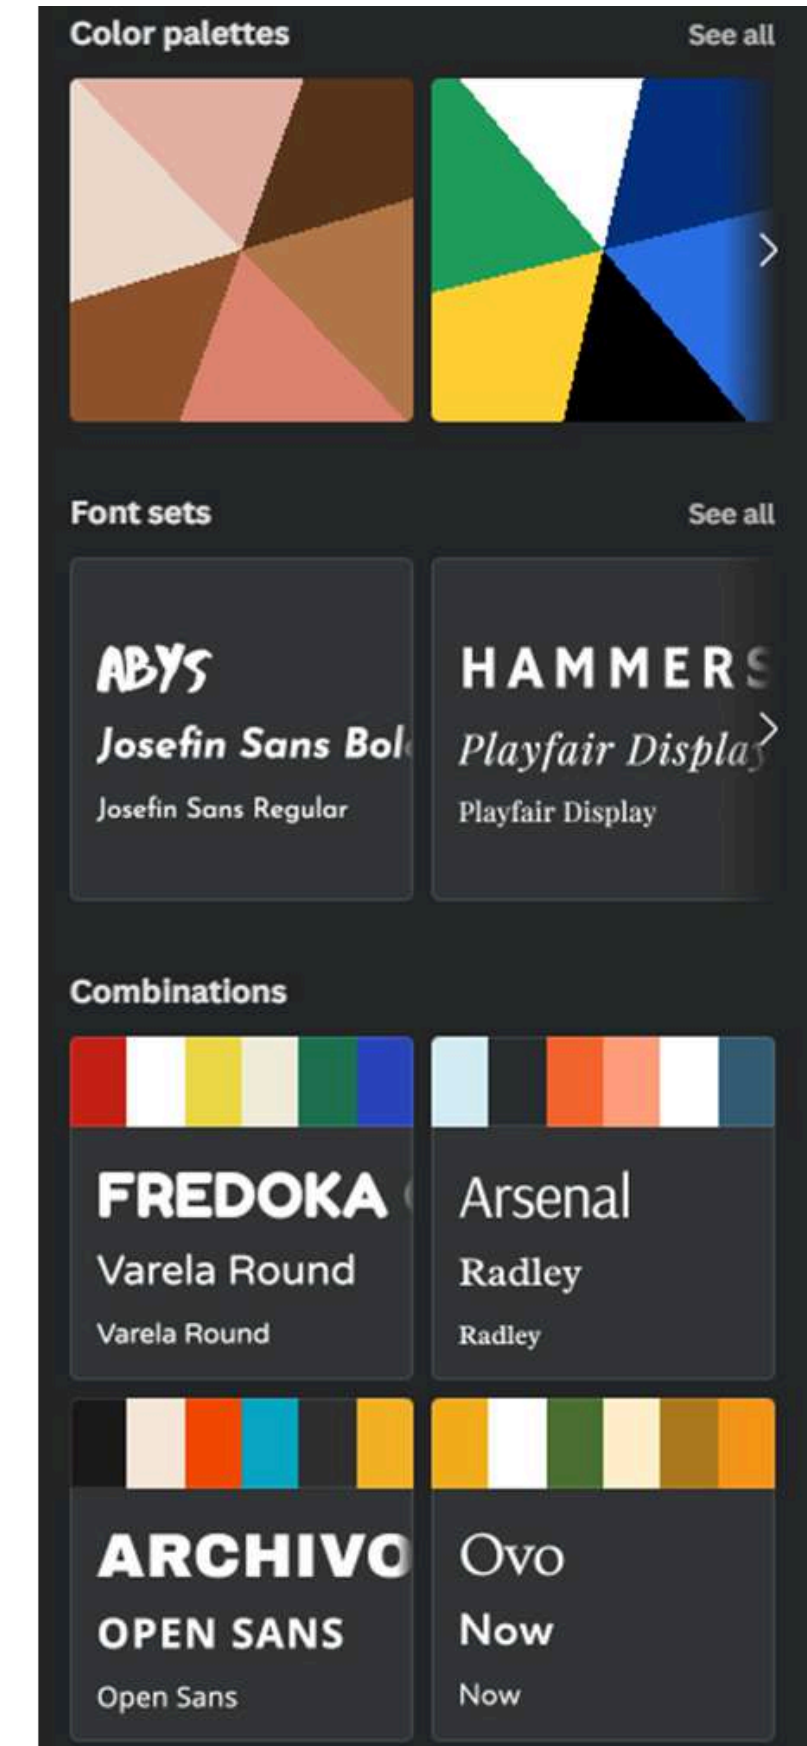 Color palettes See all
Font sets See all
ABYS
Josefin Sans Bol
Josefin Sans Regular
HAMMERS
Playfair Display
Playfair Display
Combinations
FREDOKA
Varela Round
Varela Round
Arsenal
Radley
Radley
ARCHIVO
OPEN SANS
Open Sans
Ovo
Now
Now